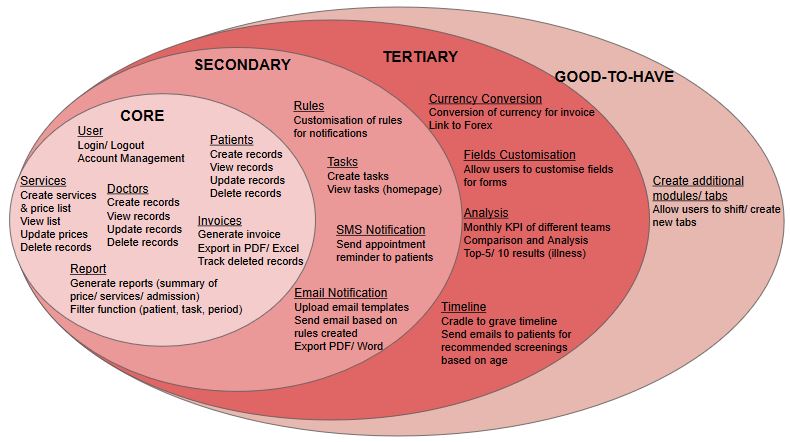 CORE
User
Login/ Logout
Account Management
Patients
Create records
View records
Update records
Delete records
Services
Create services
& price list
View list
Update prices
Delete records
Doctors
Create records
View records
Update records
Delete records
Invoices
Generate invoice
Export in PDF/ Excel
Track deleted records
Report
Generate reports (summary of
price/ services/ admission)
Filter function (patient, task, period)
SECONDARY
Rules
Customisation of rules
for notifications
Tasks
Create tasks
View tasks (homepage)
SMS Notification
Send appointment
reminder to patients
Email Notification
Upload email templates
Send email based on
rules created
Export PDF/ Word
TERTIARY
Currency Conversion
Conversion of currency for invoice
Link to Forex
Fields Customisation
Allow users to customise fields
for forms
Analysis
Monthly KPI of different teams
Comparison and Analysis
Top-5/ 10 results (illness)
Timeline
Cradle to grave timeline
Send emails to patients for
recommended screenings
based on age
GOOD-TO-HAVE
Create additional
modules/ tabs
Allow users to shift/ create
new tabs